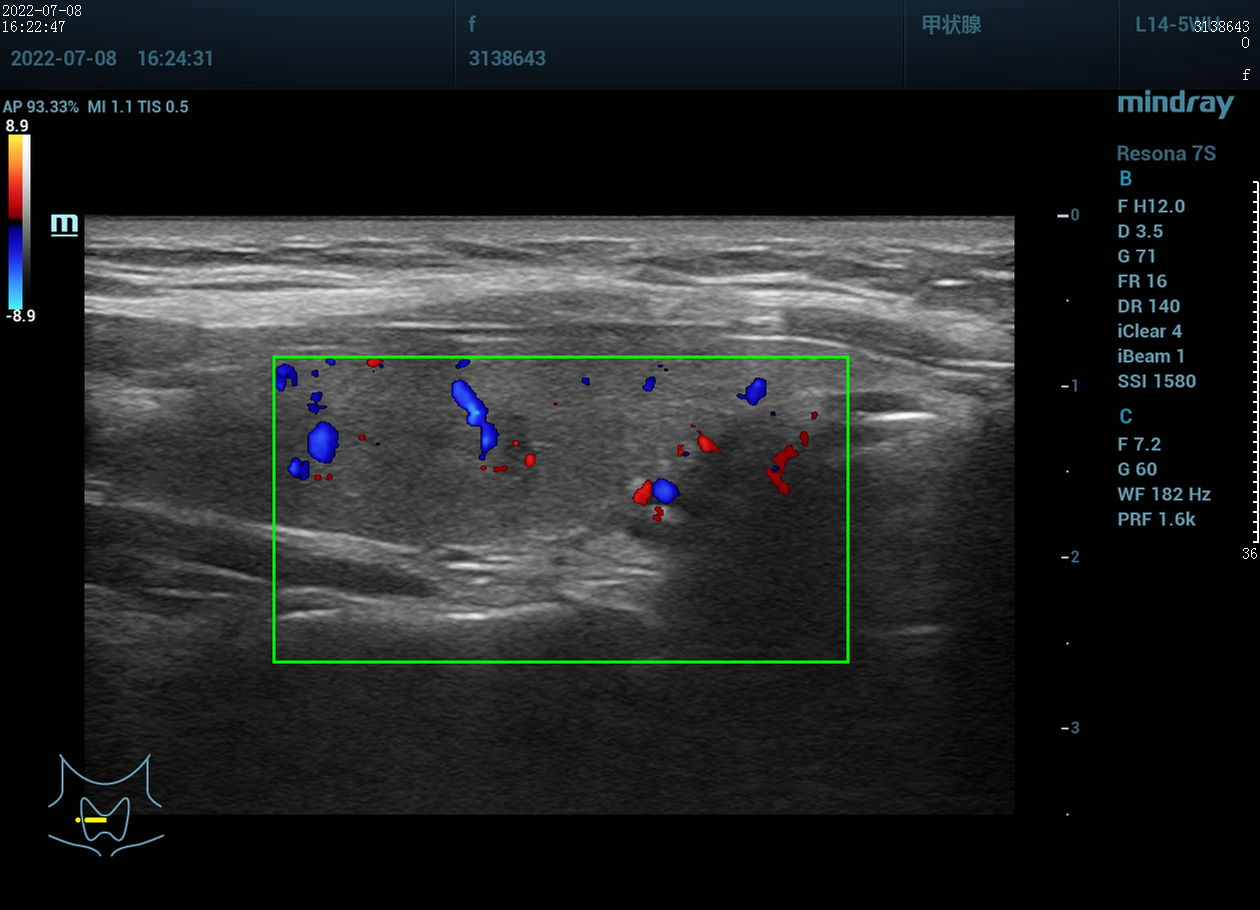 2022-07-08
16:22:47
f
甲状腺
3138643
0
f
2022-07-08 16:24:31
3138643
AP 93.33% MI 1.1 TIS 0.5
mindray
8.9
-8.9
m
Resona 7S
B
F H12.0
D 3.5
G 71
FR 16
DR 140
iClear 4
iBeam 1
SSI 1580
C
F 7.2
G 60
WF 182 Hz
PRF 1.6k
0
1
2
3
36